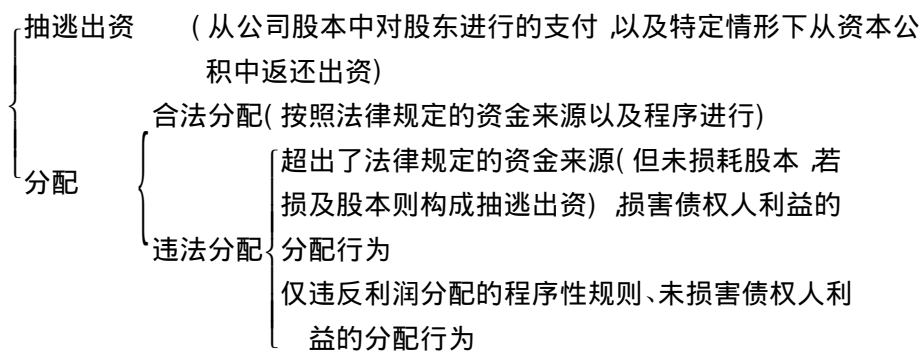 抽逃出资 (从公司股本中对股东进行的支付,以及特定情形下从资本公
积中返还出资)
合法分配(按照法律规定的资金来源以及程序进行)
分配
超出了法律规定的资金来源(但未损耗股本,若
损及股本则构成抽逃出资),损害债权人利益的
违法分配 分配行为
仅违反利润分配的程序性规则、未损害债权人利
益的分配行为